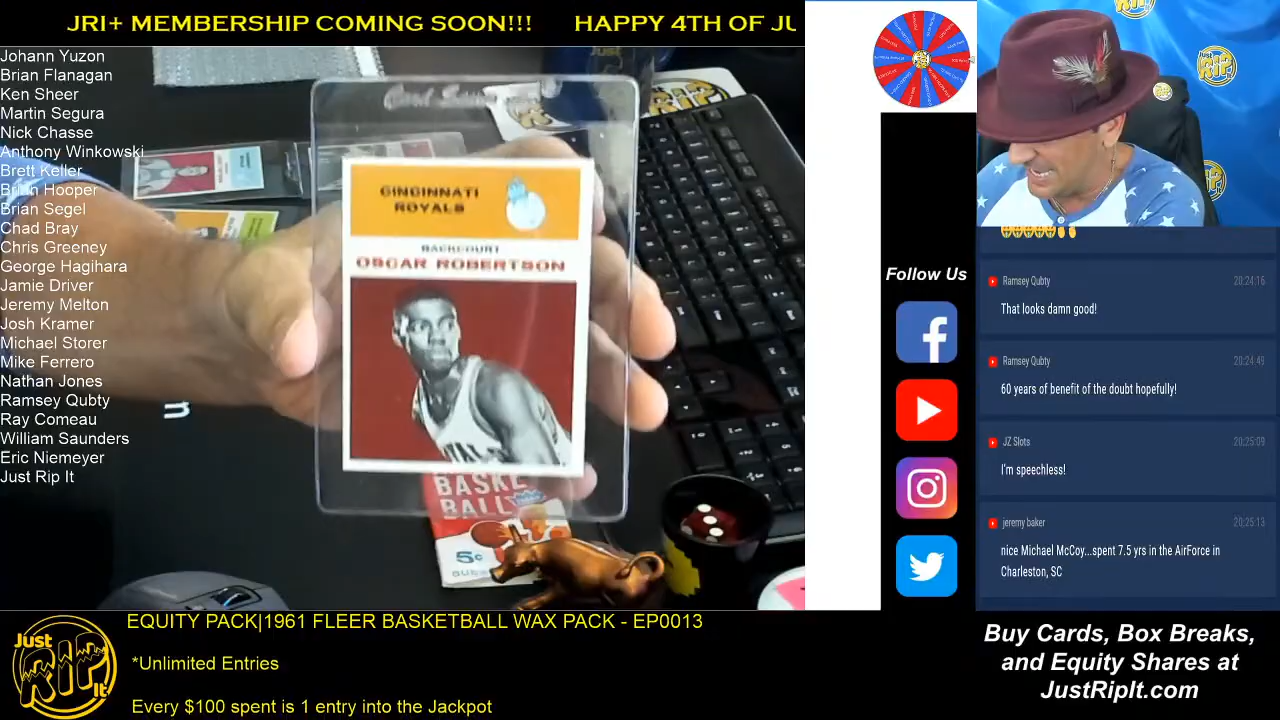 JRI+ MEMBERSHIP COMING SOON!!! HAPPY 4TH OF JU
Johann Yuzon
Brian Flanagan
Ken Sheer
Martin Segura
Nick Chasse
Anthony Winkowski
Brett Keller
Brian Hooper
Brian Segel
Chad Bray
Chris Greeney
George Hagihara
Jamie Driver
Jeremy Melton
Josh Kramer
Michael Storer
Mike Ferrero
Nathan Jones
Ramsey Qubty
Ray Comeau
William Saunders
Eric Niemeyer
Just Rip It
CINCINNATI
ROYALS
BACKCOURT
OSCAR ROBERTSON
BASKE
BALL
5¢
RIP
Follow Us
Ramsey Qubty 20:24:16
That looks damn good!
Ramsey Qubty 20:24:49
60 years of benefit of the doubt hopefully!
JZ Slots 20:25:09
I'm speechless!
jeremy baker 20:25:13
nice Michael McCoy...spent 7.5 yrs in the AirForce in
Charleston, SC
Just
RIP
It
EQUITY PACK|1961 FLEER BASKETBALL WAX PACK - EP0013
*Unlimited Entries
Every $100 spent is 1 entry into the Jackpot
Buy Cards, Box Breaks,
and Equity Shares at
JustRipIt.com